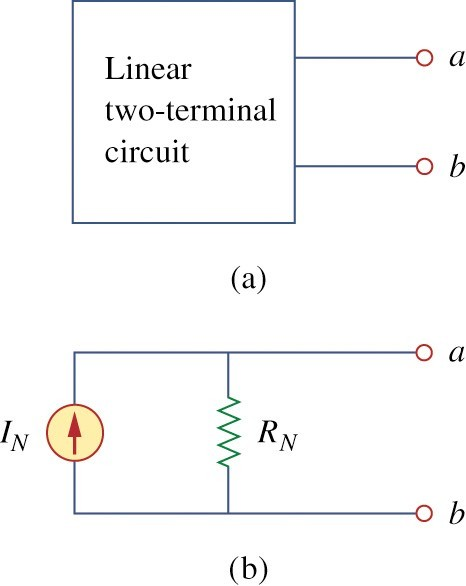 Linear
two-terminal
circuit
a
b
(a)
a
I_N
R_N
b
(b)